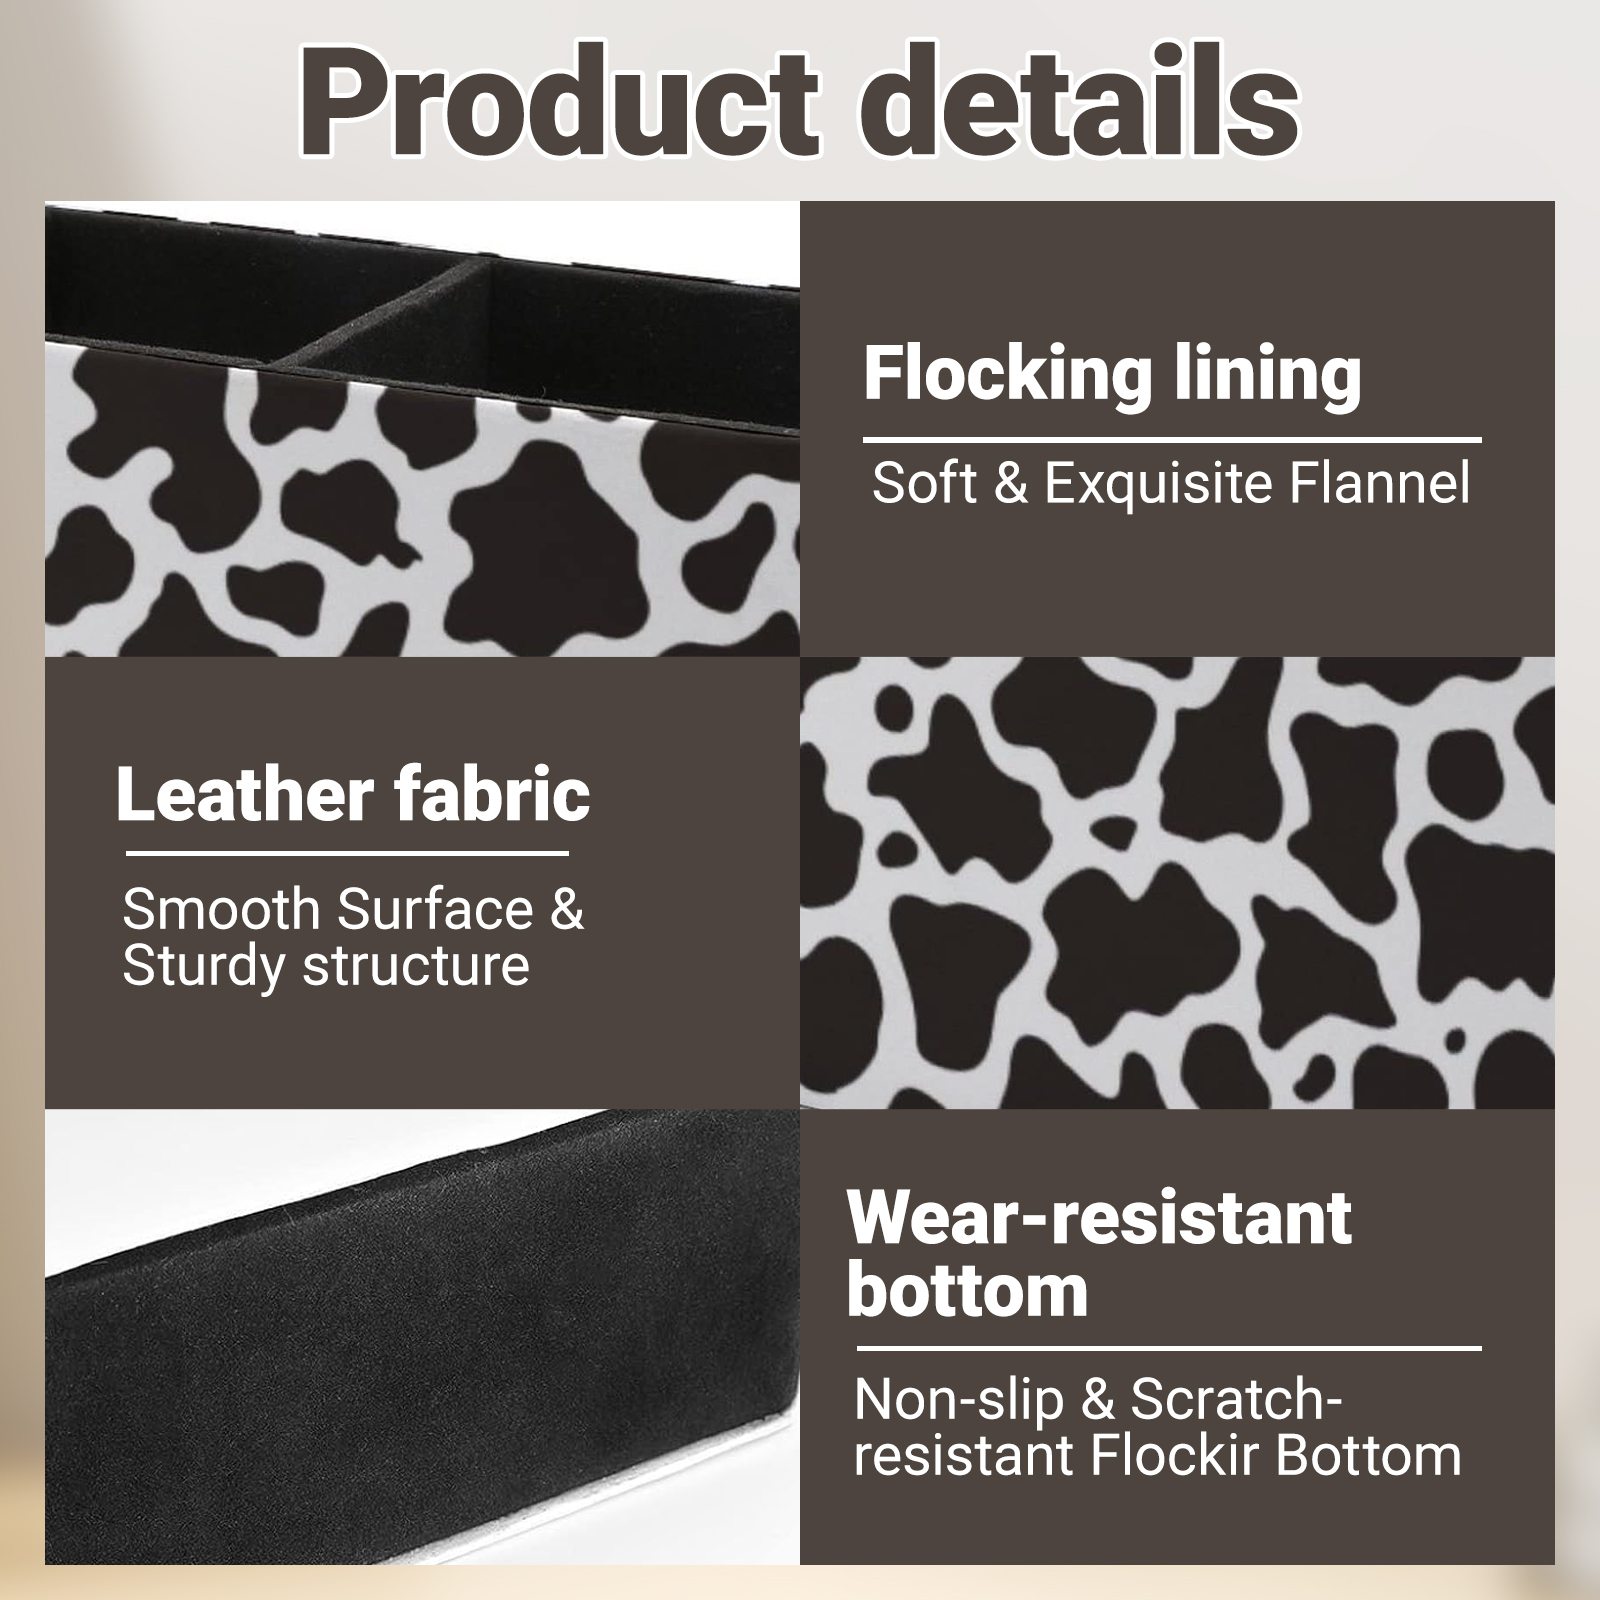 Product details
Flocking lining
Soft & Exquisite Flannel
Leather fabric
Smooth Surface &
Sturdy structure
Wear-resistant
bottom
Non-slip & Scratch-
resistant Flockir Bottom